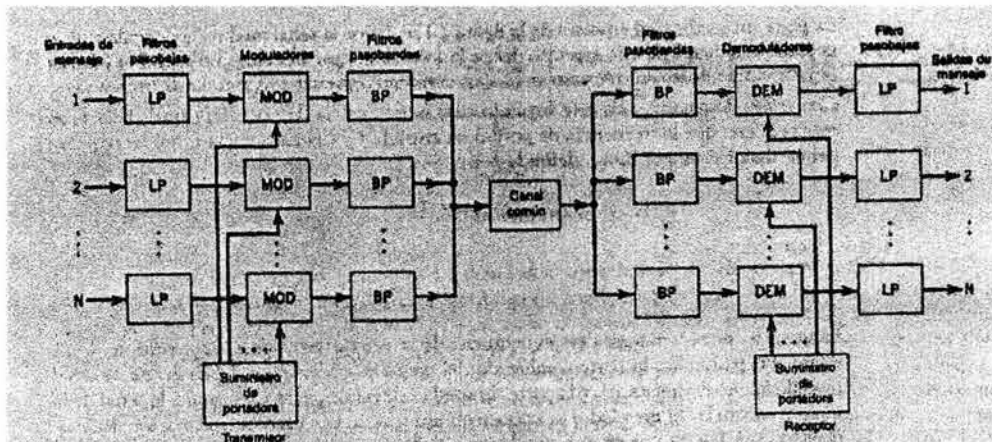 Entradas de mensaje
Filtros pasobajas
Moduladores
Filtros pasobandas
1
LP
MOD
BP
2
LP
MOD
BP
N
LP
MOD
BP
Suministro de portadora
Transmisor
Canal común
Filtros pasobandas
Demoduladores
Filtro pasobajas
Salidas de mensaje
BP
DEM
LP
1
BP
DEM
LP
2
BP
DEM
LP
N
Suministro de portadora
Receptor